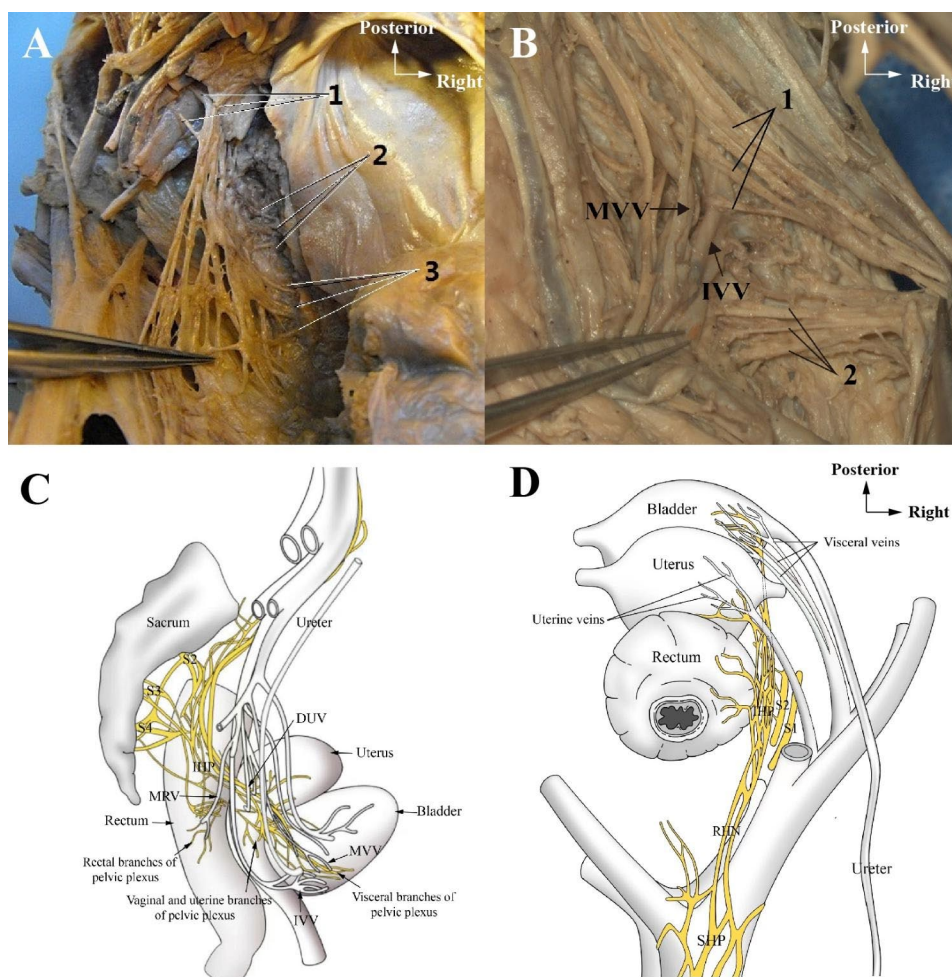 A
Posterior
Right
1
2
3
B
Posterior
Right
1
MVV
IVV
2
C
Sacrum
S2
S3
S4
Ureter
DUV
Uterus
IHP
MRV
Bladder
Rectum
MVV
Rectal branches of
pelvic plexus
Vaginal and uterine branches
of pelvic plexus
Visceral branches of
pelvic plexus
IVV
D
Posterior
Right
Bladder
Visceral veins
Uterus
Uterine veins
Rectum
IHP
S2
S1
RHN
Ureter
SHP